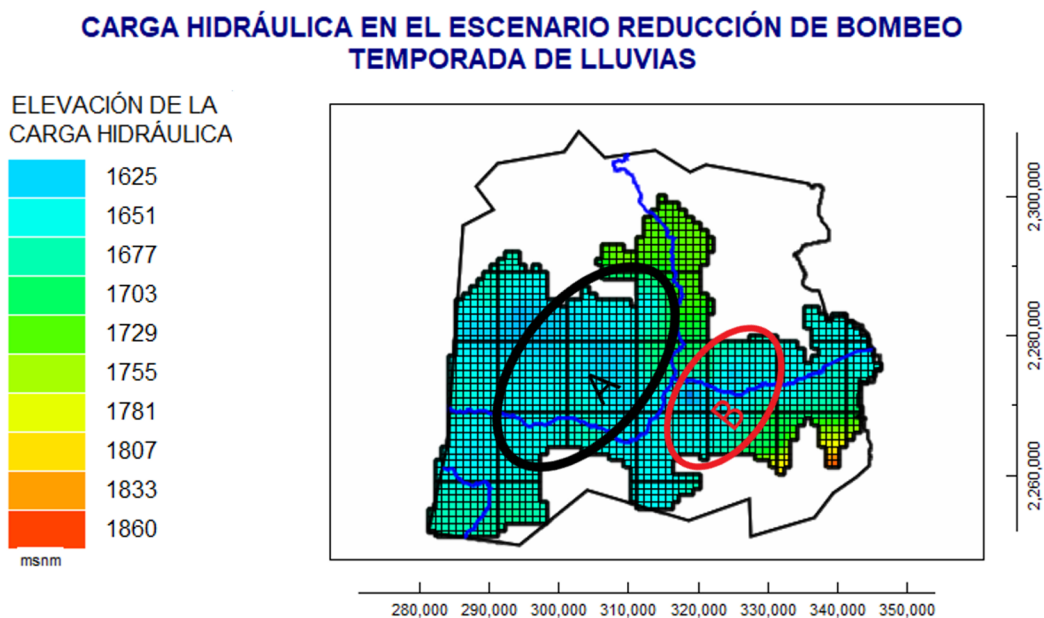 CARGA HIDRÁULICA EN EL ESCENARIO REDUCCIÓN DE BOMBEO
TEMPORADA DE LLUVIAS
ELEVACIÓN DE LA
CARGA HIDRÁULICA
1625
1651
1677
1703
1729
1755
1781
1807
1833
1860
msnm
A
B
2,300,000
2,280,000
2,260,000
280,000 290,000 300,000 310,000 320,000 330,000 340,000 350,000